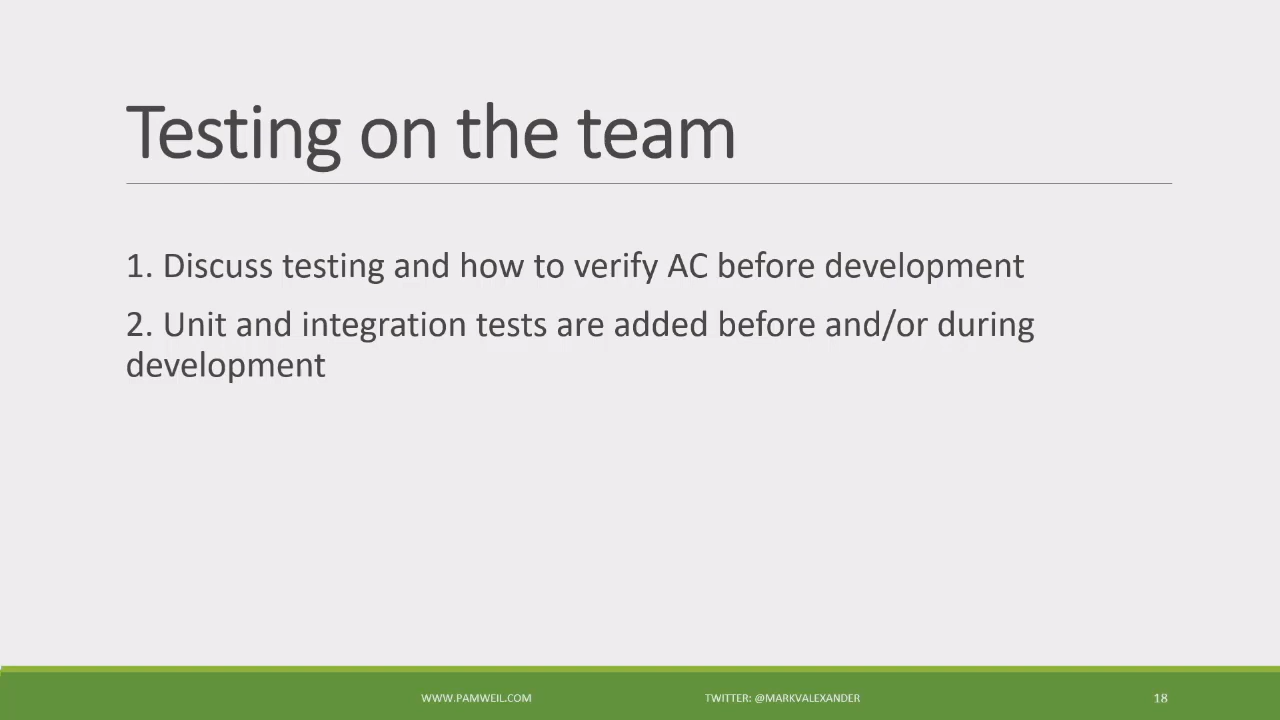 Testing on the team
1. Discuss testing and how to verify AC before development
2. Unit and integration tests are added before and/or during
development
WWW.PAMWEIL.COM
TWITTER: @MARKVALEXANDER
18